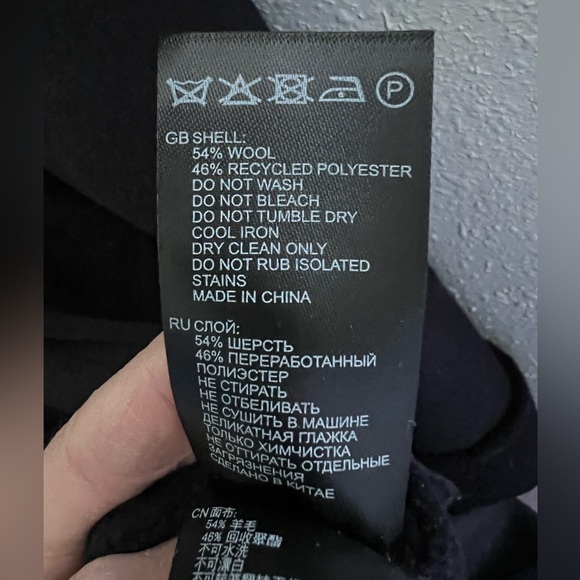 P
GB SHELL:
54% WOOL
46% RECYCLED POLYESTER
DO NOT WASH
DO NOT BLEACH
DO NOT TUMBLE DRY
COOL IRON
DRY CLEAN ONLY
DO NOT RUB ISOLATED
STAINS
MADE IN CHINA
RU СЛОЙ:
54% ШЕРСТЬ
46% ПЕРЕРАБОТАННЫЙ
ПОЛИЭСТЕР
НЕ СТИРАТЬ
НЕ ОТБЕЛИВАТЬ
НЕ СУШИТЬ В МАШИНЕ
ДЕЛИКАТНАЯ ГЛАЖКА
ТОЛЬКО ХИМЧИСТКА
НЕ ОТТИРАТЬ ОТДЕЛЬНЫЕ
ЗАГРЯЗНЕНИЯ
СДЕЛАНО В КИТАЕ
CN 面布:
54% 羊毛
46% 回收聚酯
不可水洗
不可漂白